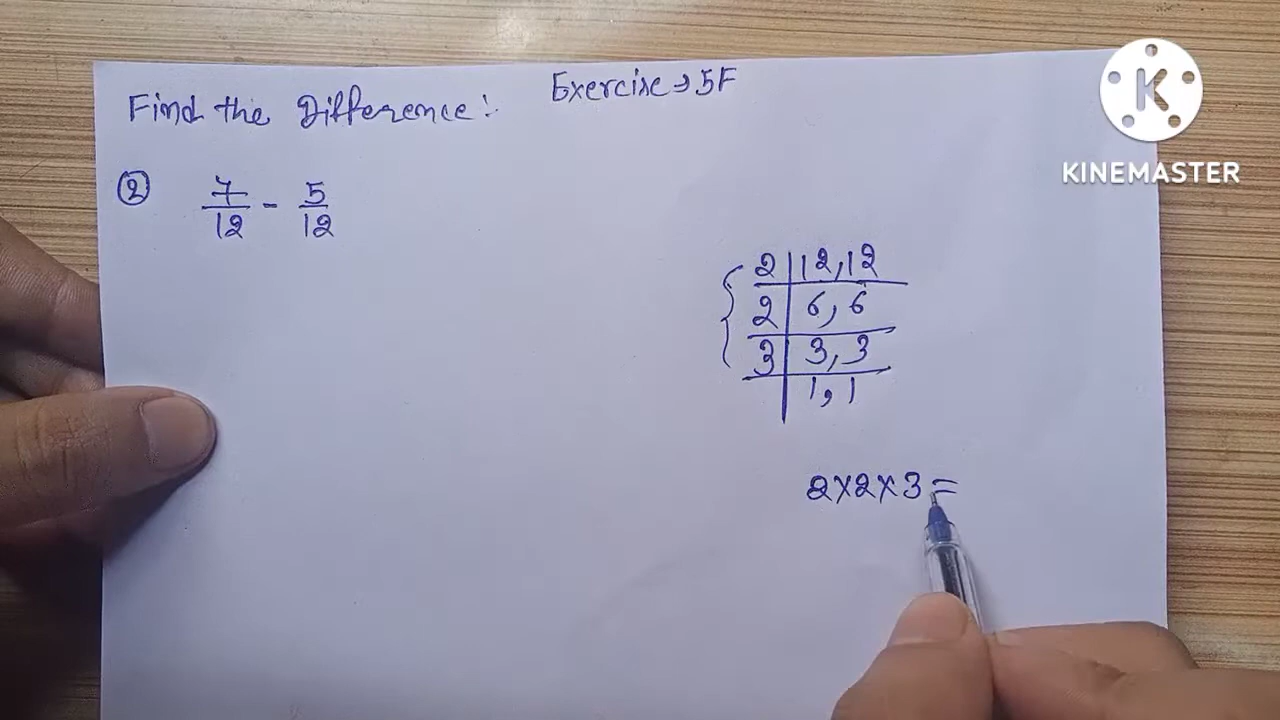 Find the Difference:
Exercise → 5F
② 7/12 - 5/12
2 | 12, 12
2 | 6, 6
3 | 3, 3
| 1, 1
2×2×3=
K
KINEMASTER